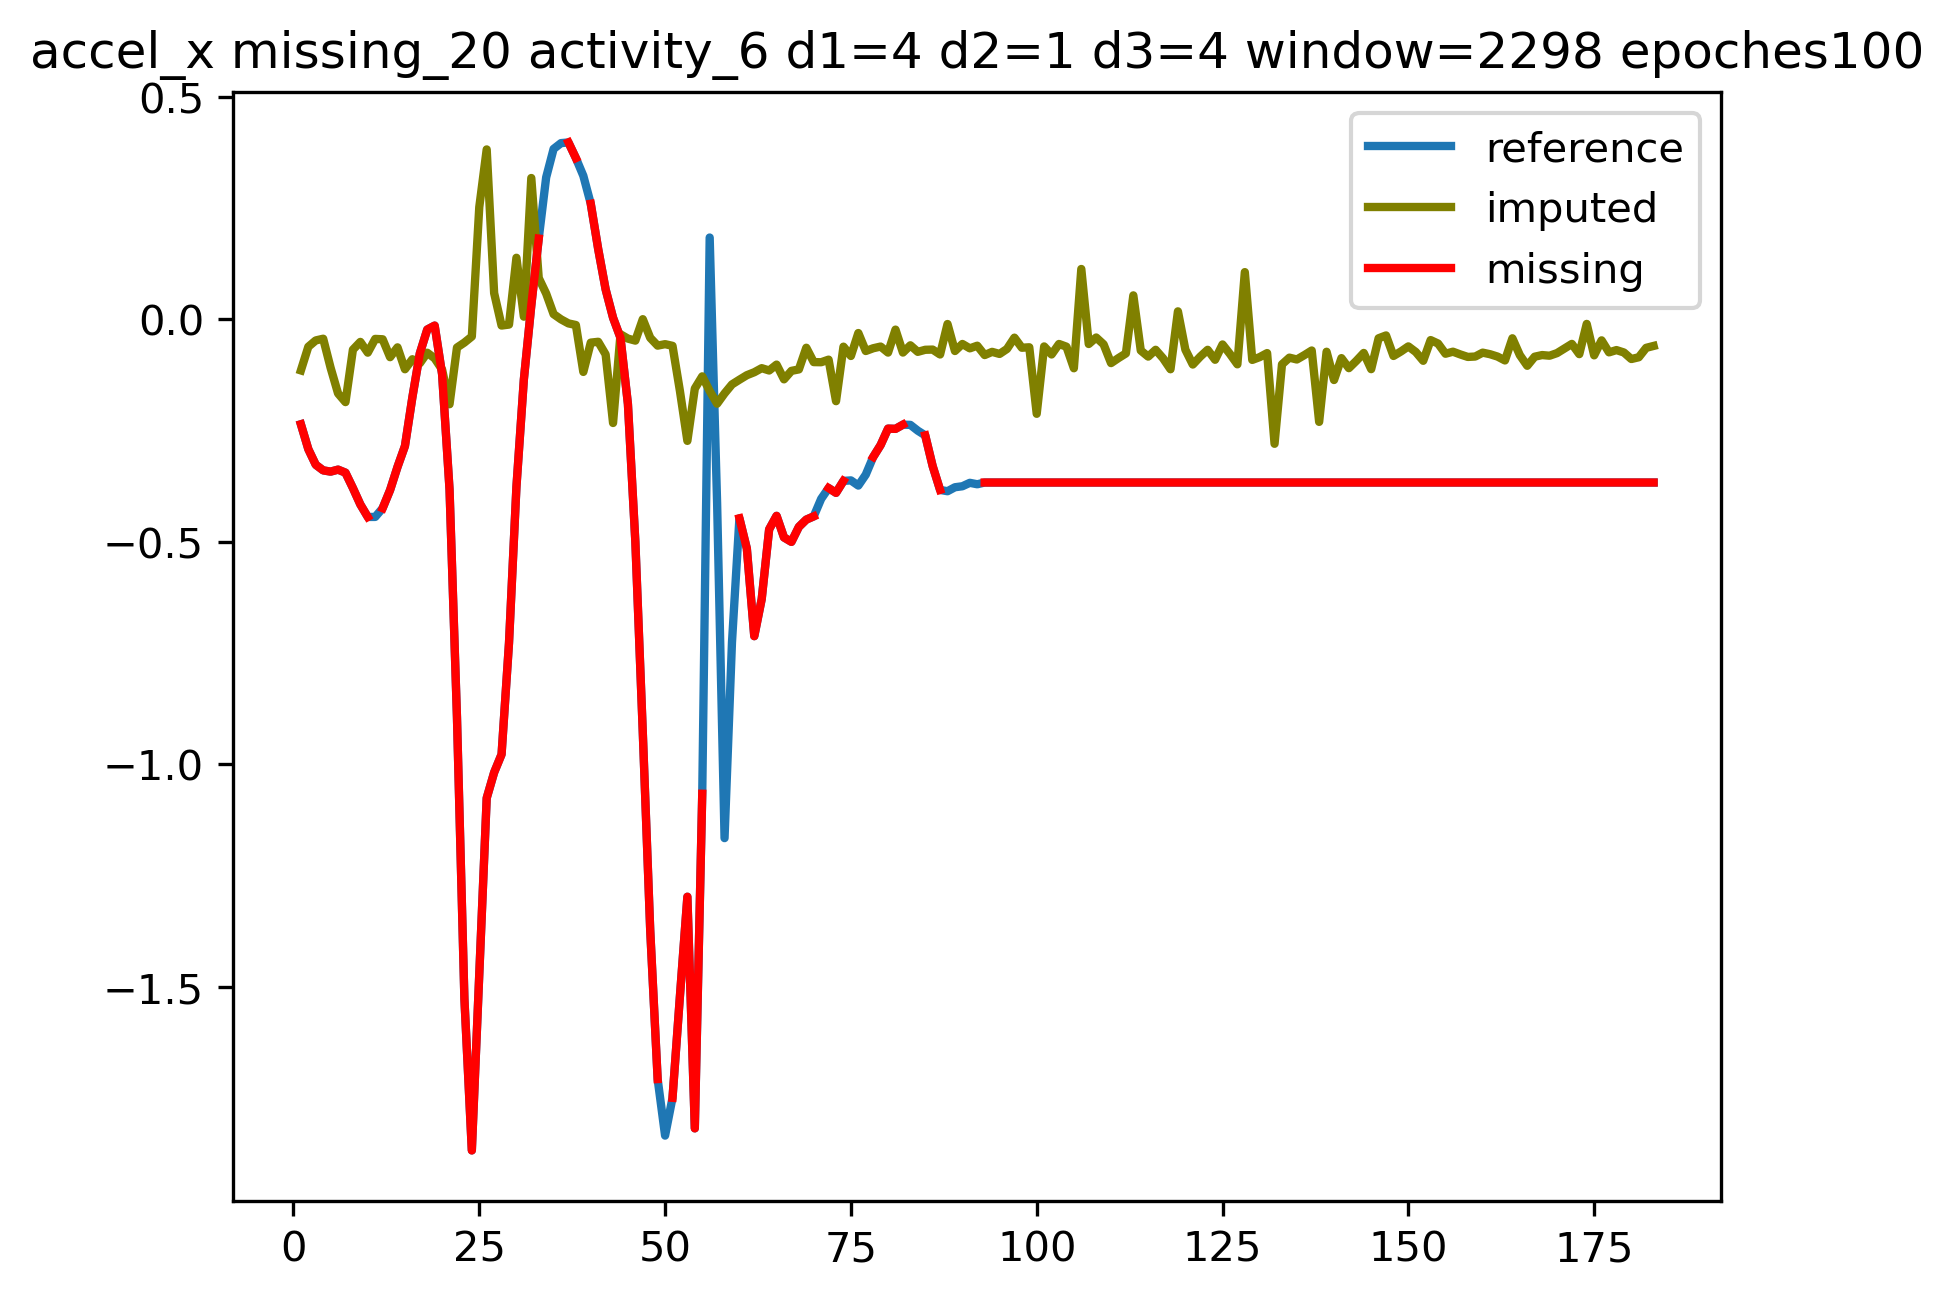 accel_x missing_20 activity_6 d1=4 d2=1 d3=4 window=2298 epoches100
0.5
0.0
−0.5
−1.0
−1.5
reference
imputed
missing
0 25 50 75 100 125 150 175